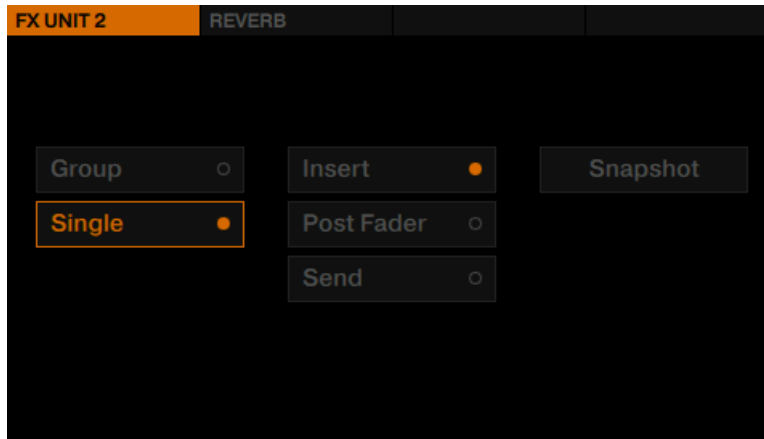 FX UNIT 2 REVERB
Group Insert Snapshot
Single Post Fader
Send